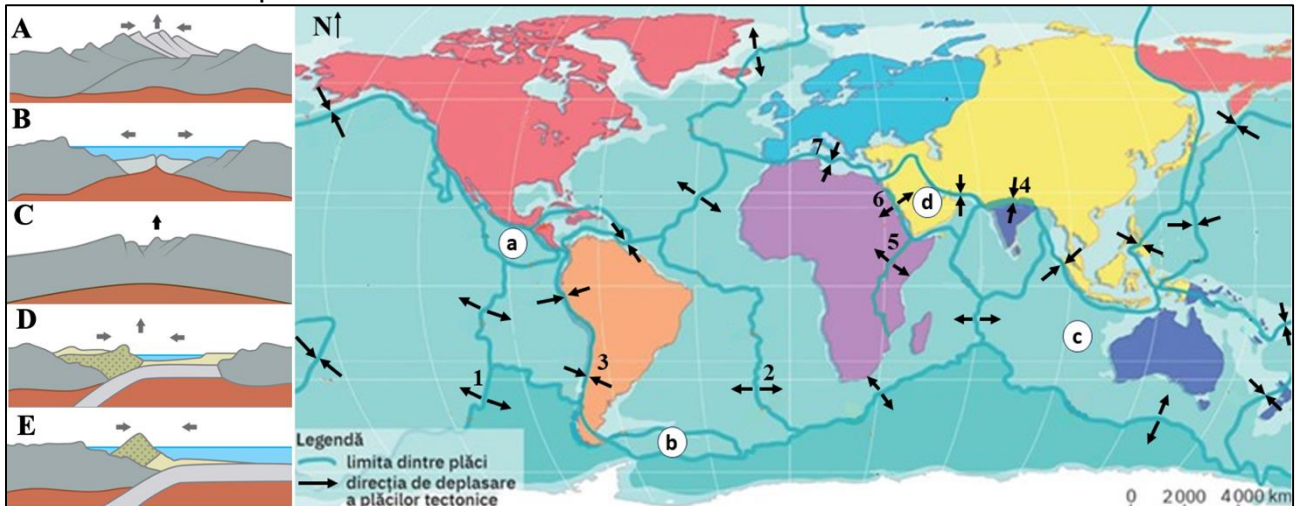 A
B
C
D
E
N↑
a
b
c
d
1
2
3
4
5
6
7
Legendă
limita dintre plăci
direcția de deplasare
a plăcilor tectonice
0 2000 4000 km